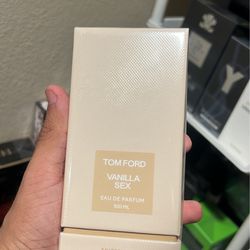 TOM FORD
VANILLA
SEX
EAU DE PARFUM
100 ML